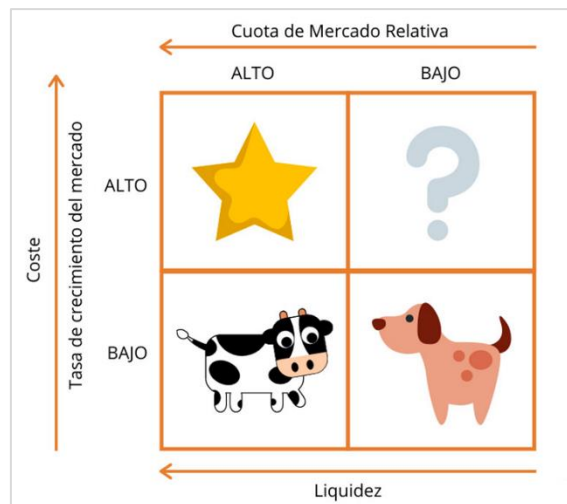 Cuota de Mercado Relativa
ALTO
BAJO
Coste
Tasa de crecimiento del mercado
ALTO
BAJO
Liquidez